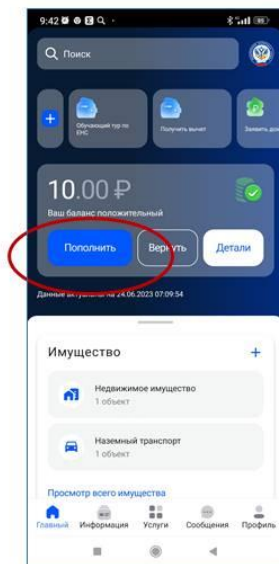 9:42
Поиск
Обучающий тур по
ЕНС
Получить вычет
Заявить дох
10.00 ₽
Ваш баланс положительный
Пополнить
Вернуть
Детали
Данные актуальны на 24.06.2023 07:09:54
Имущество
Недвижимое имущество
1 объект
Наземный транспорт
1 объект
Просмотр всего имущества
Главный
Информация
Услуги
Сообщения
Профиль